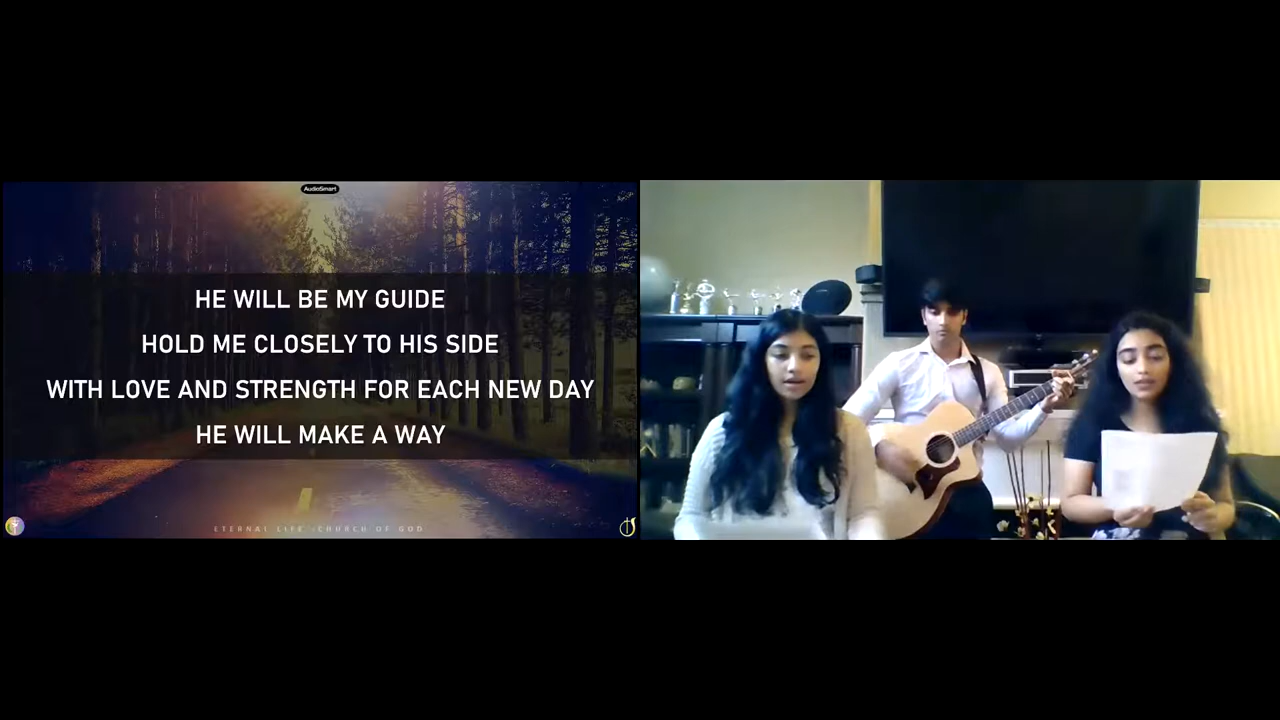 AudioSmart
HE WILL BE MY GUIDE
HOLD ME CLOSELY TO HIS SIDE
WITH LOVE AND STRENGTH FOR EACH NEW DAY
HE WILL MAKE A WAY
ETERNAL LIFE CHURCH OF GOD